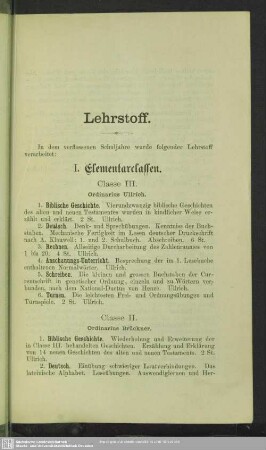 Lehrstoff.
In dem verflossenen Schuljahre wurde folgender Lehrstoff
verarbeitet:
I. Elementarclassen.
Classe III.
Ordinarius Ullrich.
1. Biblische Geschichte. Vierundzwanzig biblische Geschichten
des alten und neuen Testamentes wurden in kindlicher Weise er-
zählt und erklärt. 2 St. Ullrich.
2. Deutsch. Denk- und Sprechübungen. Kenntniss der Buch-
staben. Mechanische Fertigkeit im Lesen deutscher Druckschrift
nach A. Klauwell: 1. und 2. Schulbuch. Abschreiben. 6 St.
3. Rechnen. Allseitige Durcharbeitung des Zahlenraumes von
1 bis 20. 4 St. Ullrich.
4. Anschauungs-Unterricht. Besprechung der im 1. Lesebuche
enthaltenen Normalwörter. Ullrich.
5. Schreiben. Die kleinen und grossen Buchstaben der Cur-
rentschrift in genetischer Ordnung, einzeln und zu Wörtern verbun-
den, nach dem National-Ductus von Henze. Ullrich.
6. Turnen. Die leichtesten Frei- und Ordnungsübungen und
Turnspiele. 2 St. Ullrich.
Classe II.
Ordinarius Brückner.
1. Biblische Geschichte. Wiederholung und Erweiterung der
in Classe III. behandelten Geschichten. Erzählung und Erklärung
von 14 neuen Geschichten des alten und neuen Testaments. 2 St.
Ullrich.
2. Deutsch. Einübung schwieriger Lautverbindungen. Das
lateinische Alphabet. Leseübungen. Auswendiglernen und Her-